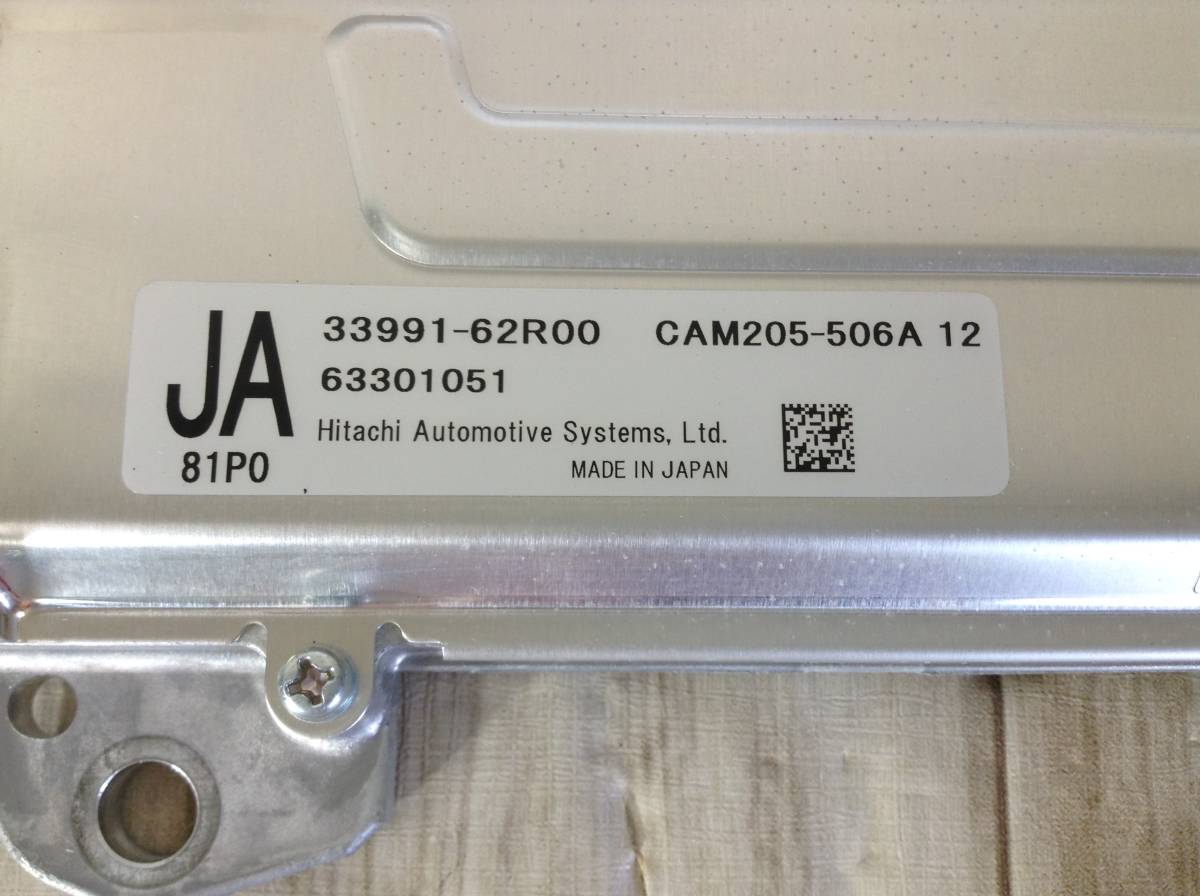 JA
81P0
33991-62R00 CAM205-506A 12
63301051
Hitachi Automotive Systems, Ltd.
MADE IN JAPAN